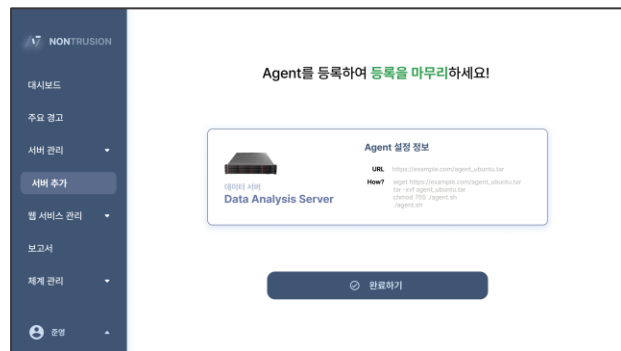 NONTRUSION
대시보드
주요 경고
서버 관리
서버 추가
웹 서비스 관리
보고서
체계 관리
준영
Agent를 등록하여 등록을 마무리하세요!
데이터 서버
Data Analysis Server
Agent 설정 정보
URL https://example.com/agent_ubuntu.tar
How? wget https://example.com/agent_ubuntu.tar
tar -xvf agent_ubuntu.tar
chmod 755 ./agent.sh
./agent.sh
완료하기